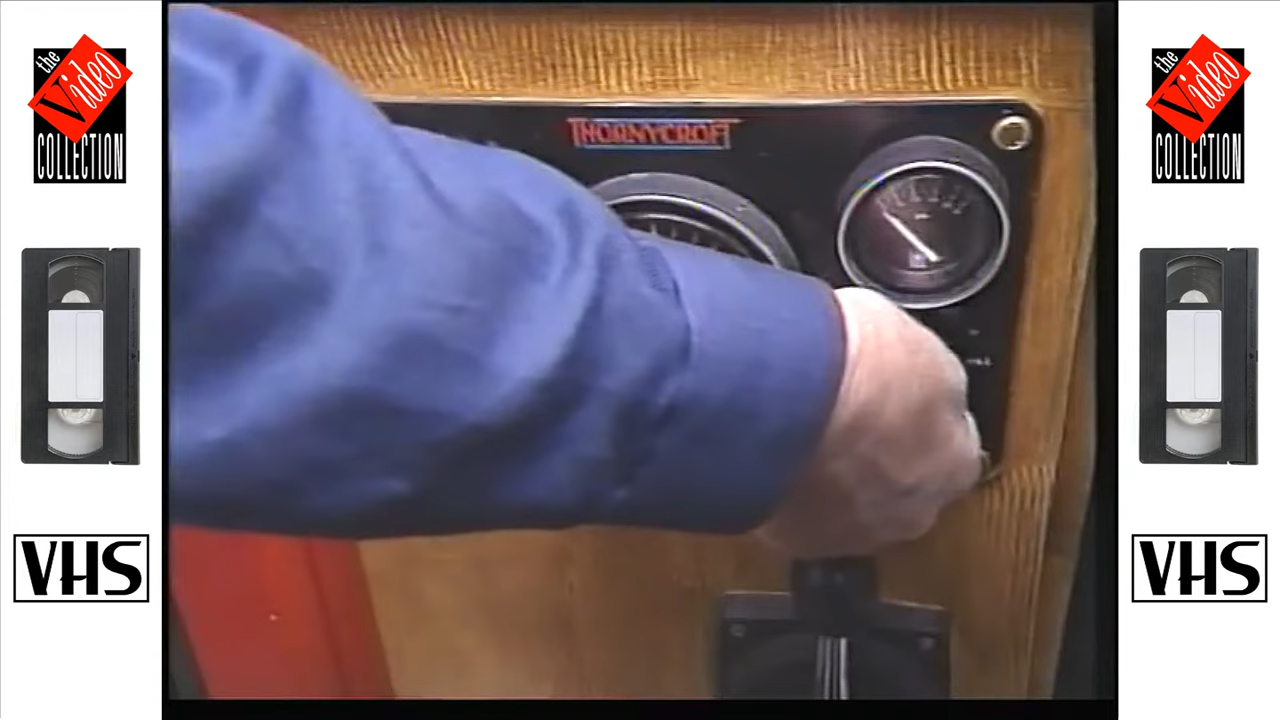 the
Video
COLLECTION
VHS
THORNYCROFT
the
Video
COLLECTION
VHS